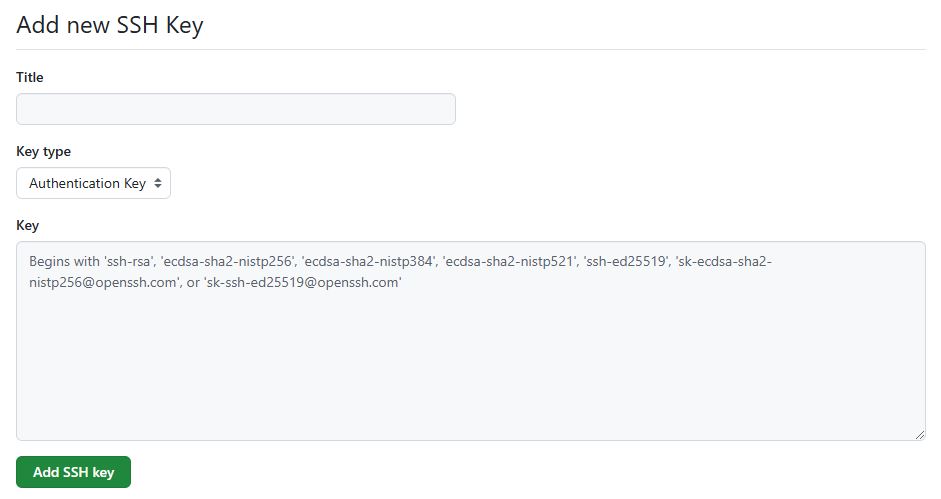 Add new SSH Key
Title
Key type
Authentication Key
Key
Begins with 'ssh-rsa', 'ecdsa-sha2-nistp256', 'ecdsa-sha2-nistp384', 'ecdsa-sha2-nistp521', 'ssh-ed25519', 'sk-ecdsa-sha2-
nistp256@openssh.com', or 'sk-ssh-ed25519@openssh.com'
Add SSH key